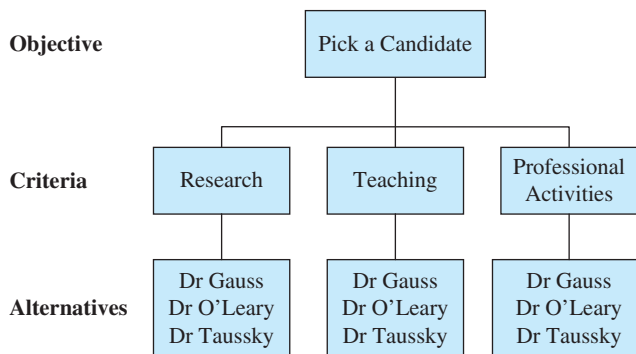 Objective
Pick a Candidate
Criteria
Research
Teaching
Professional
Activities
Alternatives
Dr Gauss
Dr O'Leary
Dr Taussky
Dr Gauss
Dr O'Leary
Dr Taussky
Dr Gauss
Dr O'Leary
Dr Taussky